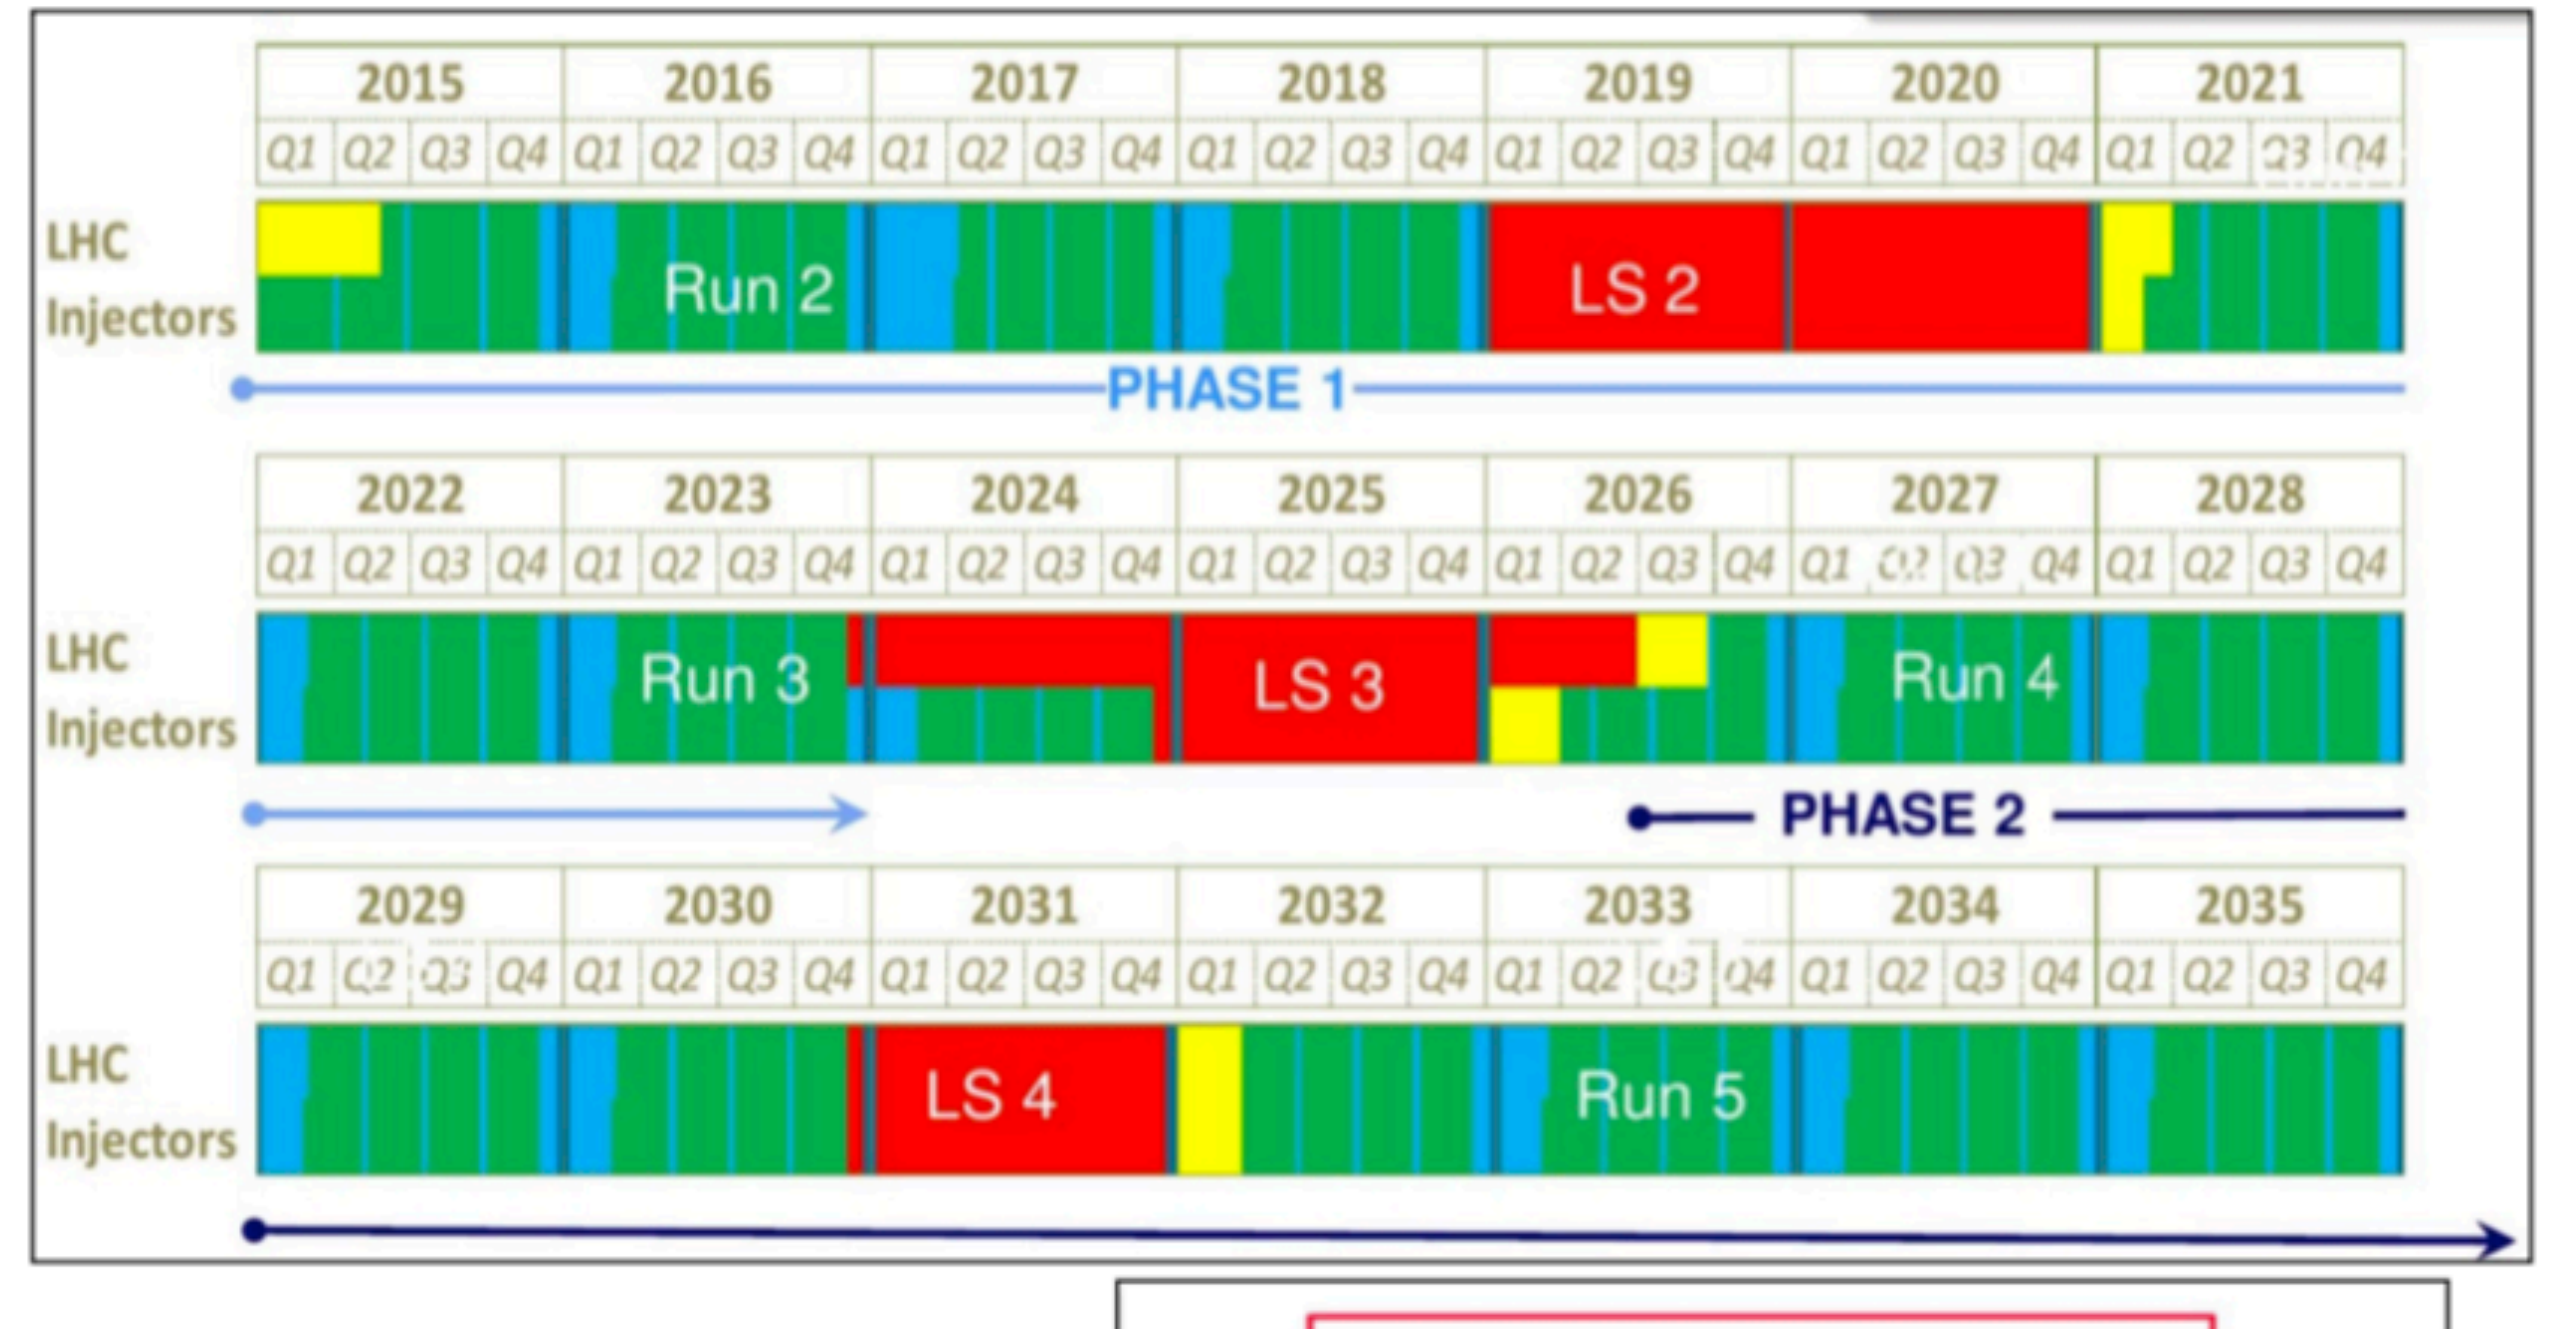 2015 2016 2017 2018 2019 2020 2021
Q1 Q2 Q3 Q4 Q1 Q2 Q3 Q4 Q1 Q2 Q3 Q4 Q1 Q2 Q3 Q4 Q1 Q2 Q3 Q4 Q1 Q2 Q3 Q4 Q1 Q2 Q3 Q4
LHC
Run 2 LS 2
Injectors
PHASE 1
2022 2023 2024 2025 2026 2027 2028
Q1 Q2 Q3 Q4 Q1 Q2 Q3 Q4 Q1 Q2 Q3 Q4 Q1 Q2 Q3 Q4 Q1 Q2 Q3 Q4 Q1 Q2 Q3 Q4 Q1 Q2 Q3 Q4
LHC
Run 3 LS 3 Run 4
Injectors
PHASE 2
2029 2030 2031 2032 2033 2034 2035
Q1 Q2 Q3 Q4 Q1 Q2 Q3 Q4 Q1 Q2 Q3 Q4 Q1 Q2 Q3 Q4 Q1 Q2 Q3 Q4 Q1 Q2 Q3 Q4 Q1 Q2 Q3 Q4
LHC
LS 4 Run 5
Injectors